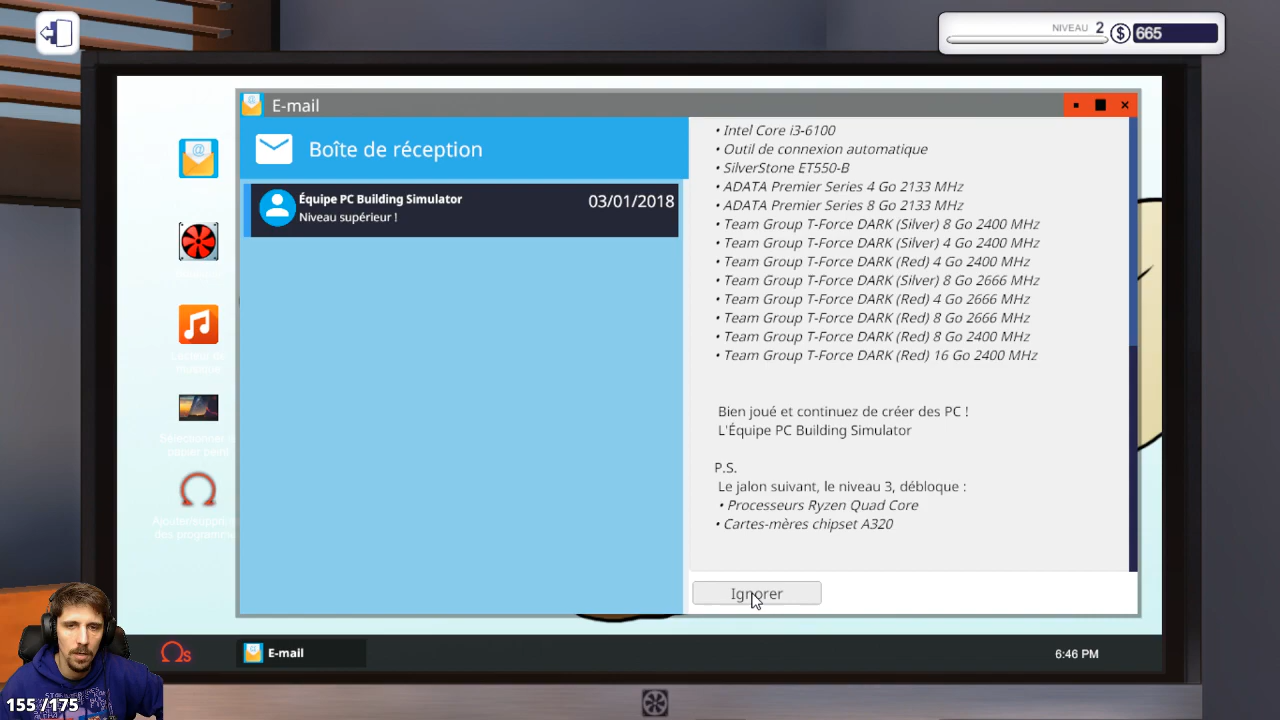 NIVEAU 2 $ 665
E-mail
Boîte de réception
Équipe PC Building Simulator 03/01/2018
Niveau supérieur !
• Intel Core i3-6100
• Outil de connexion automatique
• SilverStone ET550-B
• ADATA Premier Series 4 Go 2133 MHz
• ADATA Premier Series 8 Go 2133 MHz
• Team Group T-Force DARK (Silver) 8 Go 2400 MHz
• Team Group T-Force DARK (Silver) 4 Go 2400 MHz
• Team Group T-Force DARK (Red) 4 Go 2400 MHz
• Team Group T-Force DARK (Silver) 8 Go 2666 MHz
• Team Group T-Force DARK (Red) 4 Go 2666 MHz
• Team Group T-Force DARK (Red) 8 Go 2666 MHz
• Team Group T-Force DARK (Red) 8 Go 2400 MHz
• Team Group T-Force DARK (Red) 16 Go 2400 MHz
Bien joué et continuez de créer des PC !
L'Équipe PC Building Simulator
P.S.
Le jalon suivant, le niveau 3, débloque :
• Processeurs Ryzen Quad Core
• Cartes-mères chipset A320
Ignorer
Lecteur de
musique
papier peint
des programm
E-mail
6:46 PM
155 /175